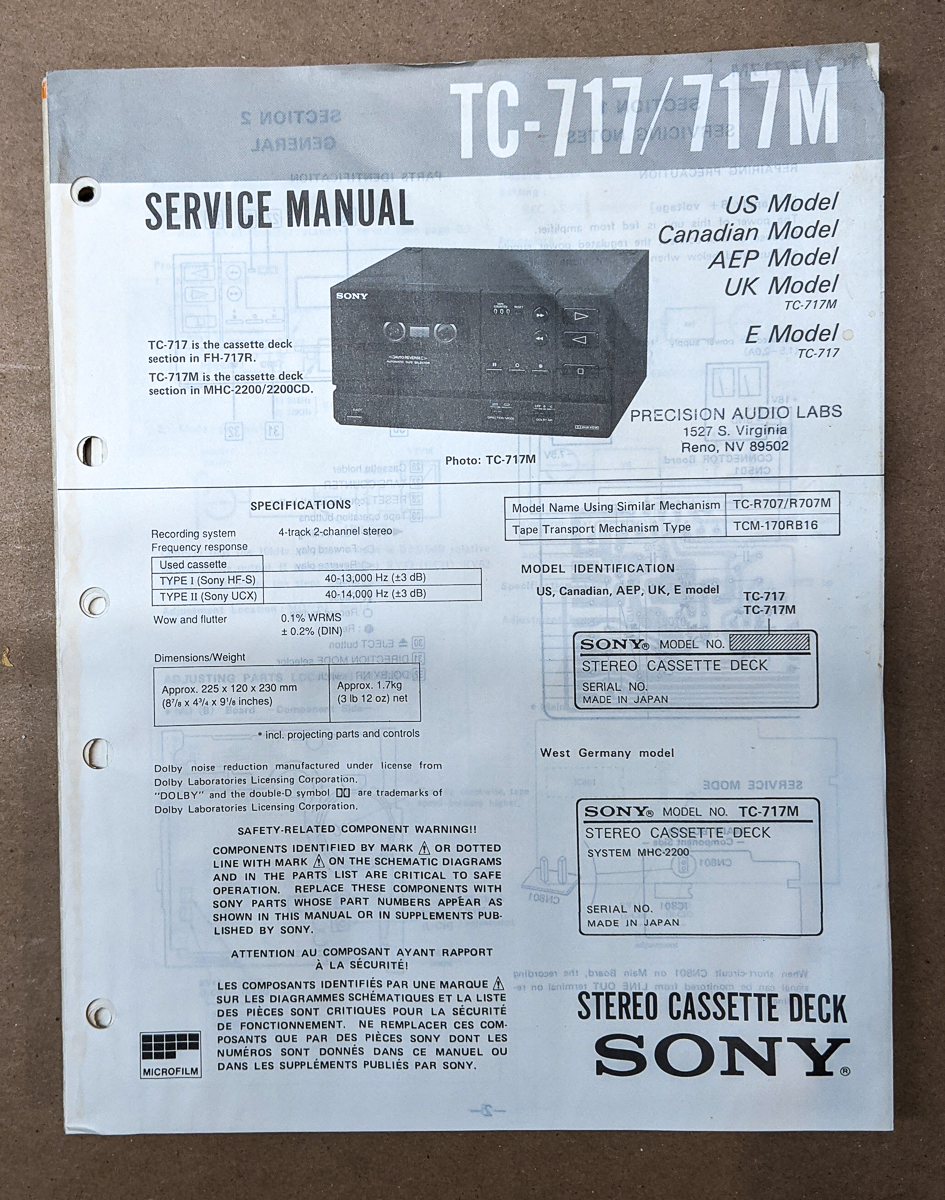 TC-717/717M
SERVICE MANUAL
US Model
Canadian Model
AEP Model
UK Model
TC-717M
E Model
TC-717
SONY
TC-717 is the cassette deck
section in FH-717R.
TC-717M is the cassette deck
section in MHC-2200/2200CD.
PRECISION AUDIO LABS
1527 S. Virginia
Reno, NV 89502
Photo: TC-717M
SPECIFICATIONS
Recording system 4-track 2-channel stereo
Frequency response
Used cassette
TYPE I (Sony HF-S) 40-13,000 Hz (±3 dB)
TYPE II (Sony UCX) 40-14,000 Hz (±3 dB)
Wow and flutter 0.1% WRMS
± 0.2% (DIN)
Dimensions/Weight
Approx. 225 x 120 x 230 mm
(8⅞ x 4¾ x 9⅛ inches)
Approx. 1.7kg
(3 lb 12 oz) net
* incl. projecting parts and controls
Dolby noise reduction manufactured under license from
Dolby Laboratories Licensing Corporation.
"DOLBY" and the double-D symbol are trademarks of
Dolby Laboratories Licensing Corporation.
SAFETY-RELATED COMPONENT WARNING!!
COMPONENTS IDENTIFIED BY MARK ⚠ OR DOTTED
LINE WITH MARK ⚠ ON THE SCHEMATIC DIAGRAMS
AND IN THE PARTS LIST ARE CRITICAL TO SAFE
OPERATION. REPLACE THESE COMPONENTS WITH
SONY PARTS WHOSE PART NUMBERS APPEAR AS
SHOWN IN THIS MANUAL OR IN SUPPLEMENTS PUB-
LISHED BY SONY.
ATTENTION AU COMPOSANT AYANT RAPPORT
À LA SÉCURITÉ!
LES COMPOSANTS IDENTIFIÉS PAR UNE MARQUE ⚠
SUR LES DIAGRAMMES SCHÉMATIQUES ET LA LISTE
DES PIÈCES SONT CRITIQUES POUR LA SÉCURITÉ
DE FONCTIONNEMENT. NE REMPLACER CES COM-
POSANTS QUE PAR DES PIÈCES SONY DONT LES
NUMÉROS SONT DONNÉS DANS CE MANUEL OU
DANS LES SUPPLÉMENTS PUBLIÉS PAR SONY.
MICROFILM
Model Name Using Similar Mechanism TC-R707/R707M
Tape Transport Mechanism Type TCM-170RB16
MODEL IDENTIFICATION
US, Canadian, AEP, UK, E model
TC-717
TC-717M
SONY® MODEL NO.
STEREO CASSETTE DECK
SERIAL NO.
MADE IN JAPAN
West Germany model
SONY® MODEL NO. TC-717M
STEREO CASSETTE DECK
SYSTEM MHC-2200
SERIAL NO.
MADE IN JAPAN
STEREO CASSETTE DECK
SONY®